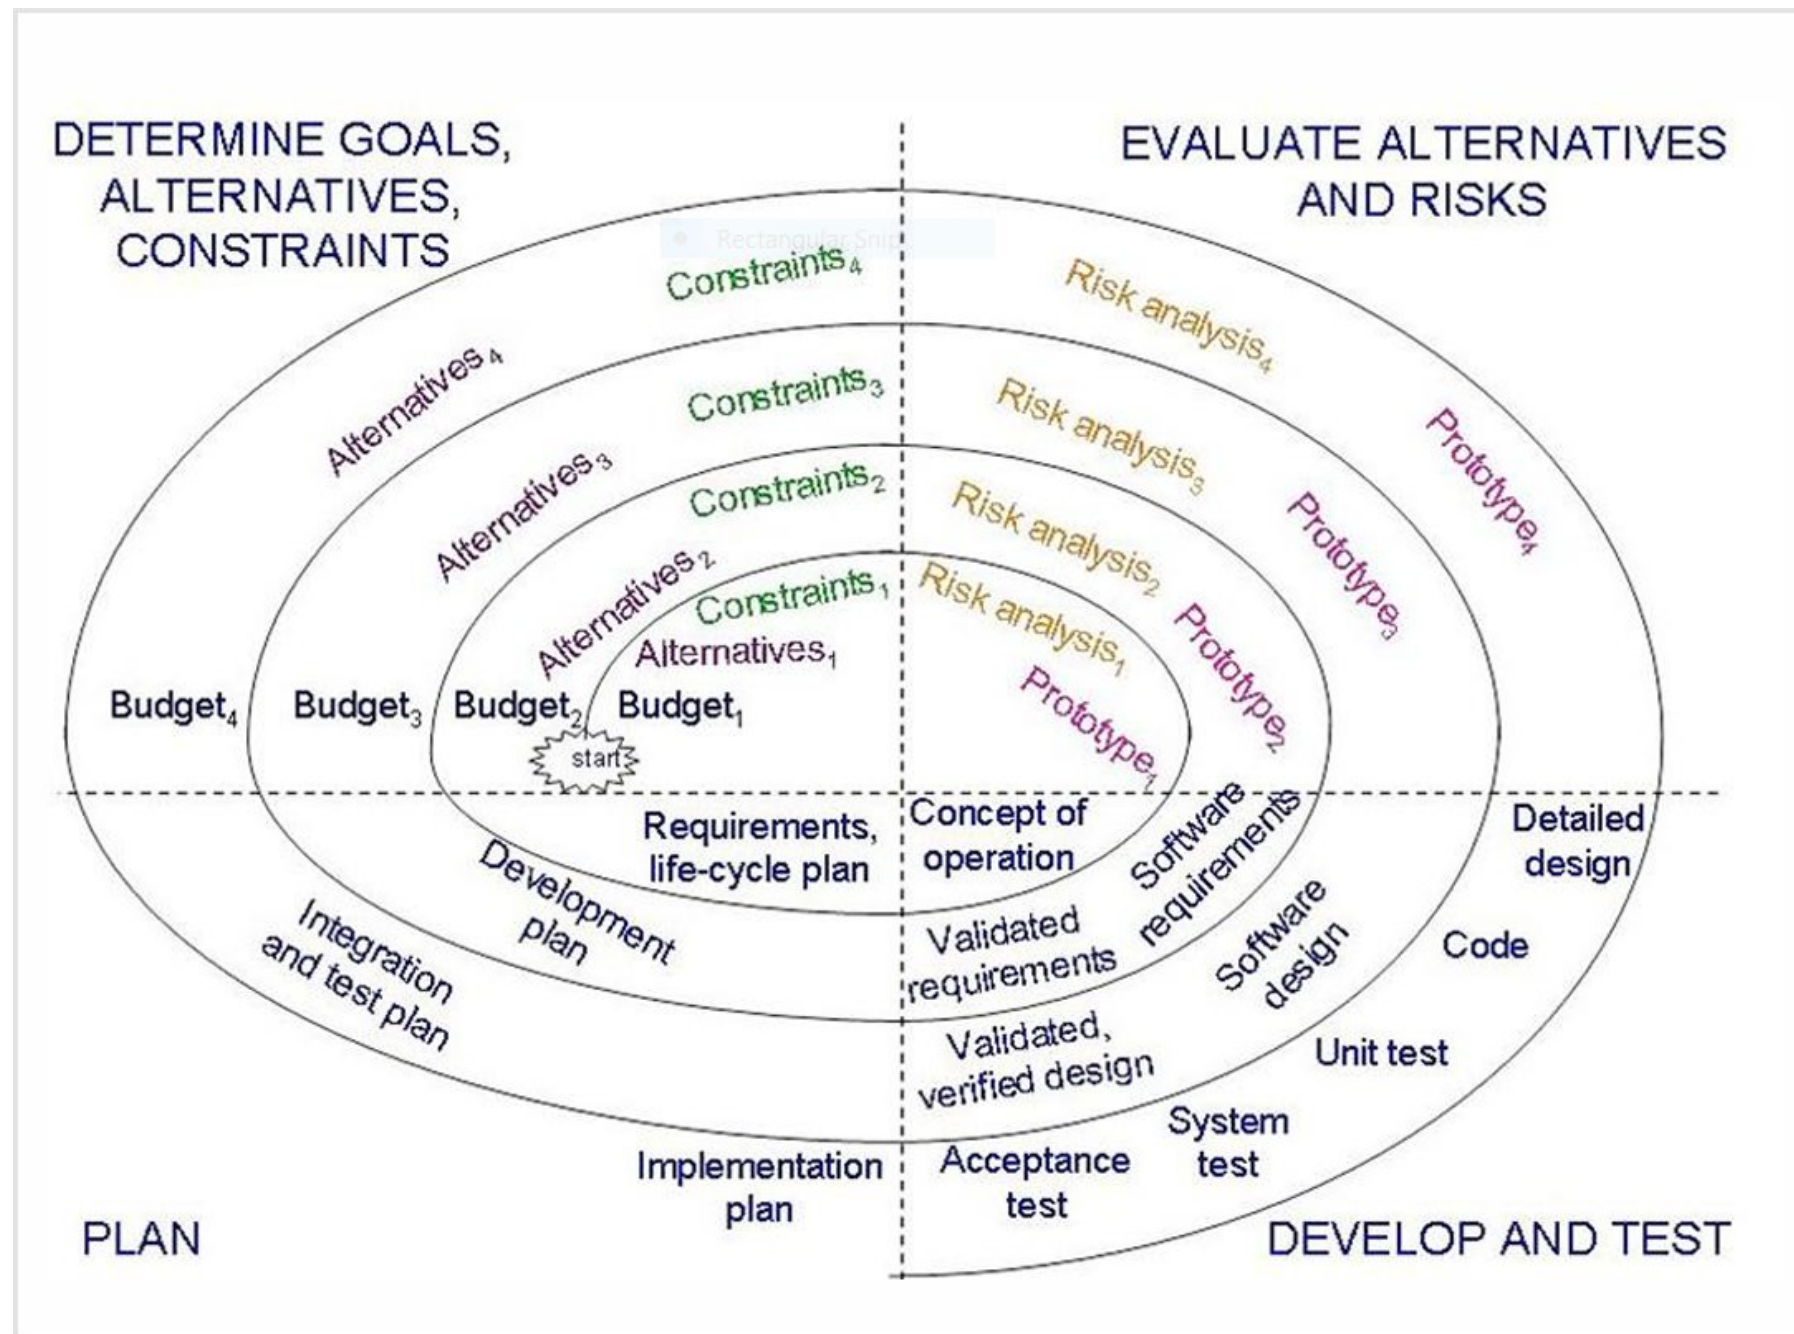 DETERMINE GOALS,
ALTERNATIVES,
CONSTRAINTS
EVALUATE ALTERNATIVES
AND RISKS
Rectangular Snip
Constraints4
Risk analysis4
Alternatives4
Prototype4
Constraints3
Risk analysis3
Alternatives3
Prototype3
Constraints2
Risk analysis2
Alternatives2
Prototype2
Constraints1
Risk analysis1
Alternatives1
Prototype1
Budget4
Budget3
Budget2
Budget1
start
Requirements,
life-cycle plan
Concept of
operation
Software
requirements
Detailed
design
Development
plan
Validated
requirements
Software
design
Code
Integration
and test plan
Validated,
verified design
Unit test
System
test
Implementation
plan
Acceptance
test
PLAN
DEVELOP AND TEST